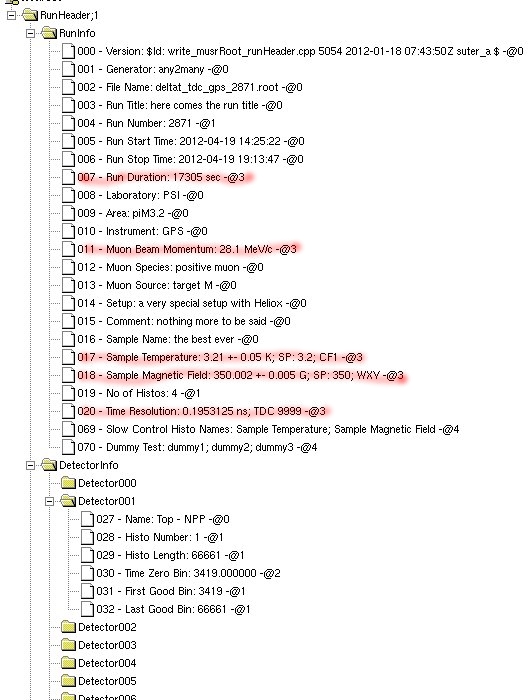 RunHeader;1
RunInfo
000 - Version: $Id: write_musrRoot_runHeader.cpp 5054 2012-01-18 07:43:50Z suter_a $ -@0
001 - Generator: any2many -@0
002 - File Name: deltat_tdc_gps_2871.root -@0
003 - Run Title: here comes the run title -@0
004 - Run Number: 2871 -@1
005 - Run Start Time: 2012-04-19 14:25:22 -@0
006 - Run Stop Time: 2012-04-19 19:13:47 -@0
007 - Run Duration: 17305 sec -@3
008 - Laboratory: PSI -@0
009 - Area: piM3.2 -@0
010 - Instrument: GPS -@0
011 - Muon Beam Momentum: 28.1 MeV/c -@3
012 - Muon Species: positive muon -@0
013 - Muon Source: target M -@0
014 - Setup: a very special setup with Heliox -@0
015 - Comment: nothing more to be said -@0
016 - Sample Name: the best ever -@0
017 - Sample Temperature: 3.21 +- 0.05 K; SP: 3.2; CF1 -@3
018 - Sample Magnetic Field: 350.002 +- 0.005 G; SP: 350; WXY -@3
019 - No of Histos: 4 -@1
020 - Time Resolution: 0.1953125 ns; TDC 9999 -@3
069 - Slow Control Histo Names: Sample Temperature; Sample Magnetic Field -@4
070 - Dummy Test: dummy1; dummy2; dummy3 -@4
DetectorInfo
Detector000
Detector001
027 - Name: Top - NPP -@0
028 - Histo Number: 1 -@1
029 - Histo Length: 66661 -@1
030 - Time Zero Bin: 3419.000000 -@2
031 - First Good Bin: 3419 -@1
032 - Last Good Bin: 66661 -@1
Detector002
Detector003
Detector004
Detector005
Detector006